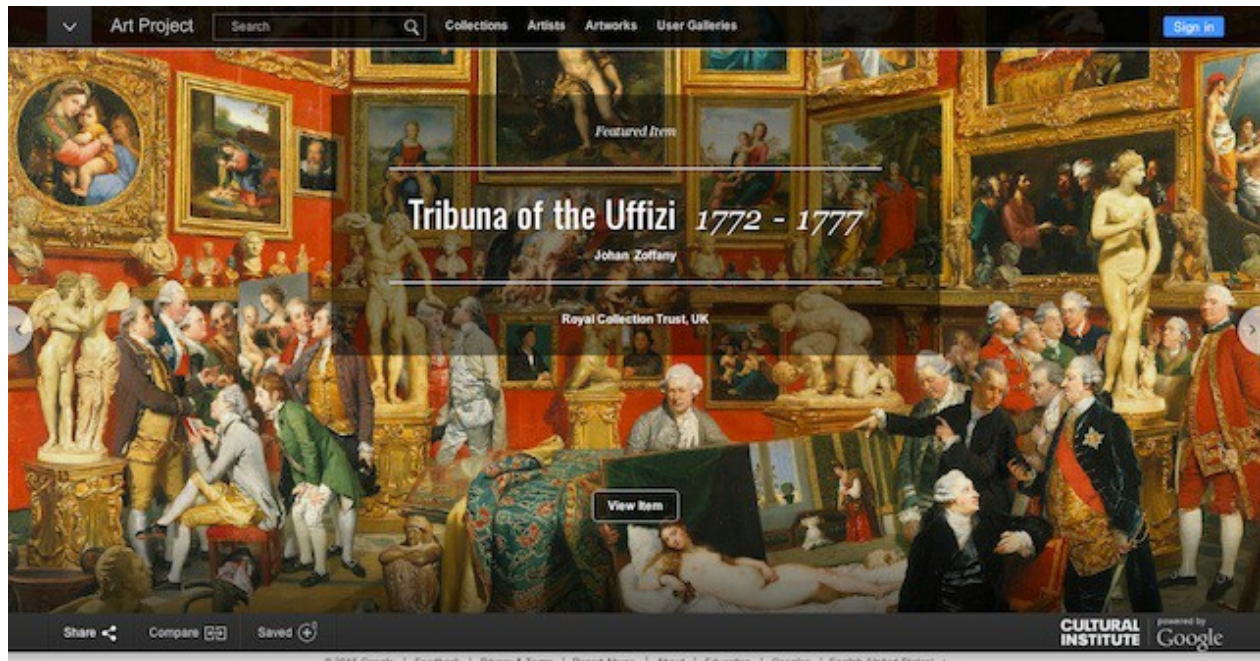 Art Project Search Collections Artists Artworks User Galleries Sign in
Featured Item
Tribuna of the Uffizi 1772 - 1777
Johan Zoffany
Royal Collection Trust, UK
View Item
Share Compare Saved
CULTURAL INSTITUTE
powered by Google